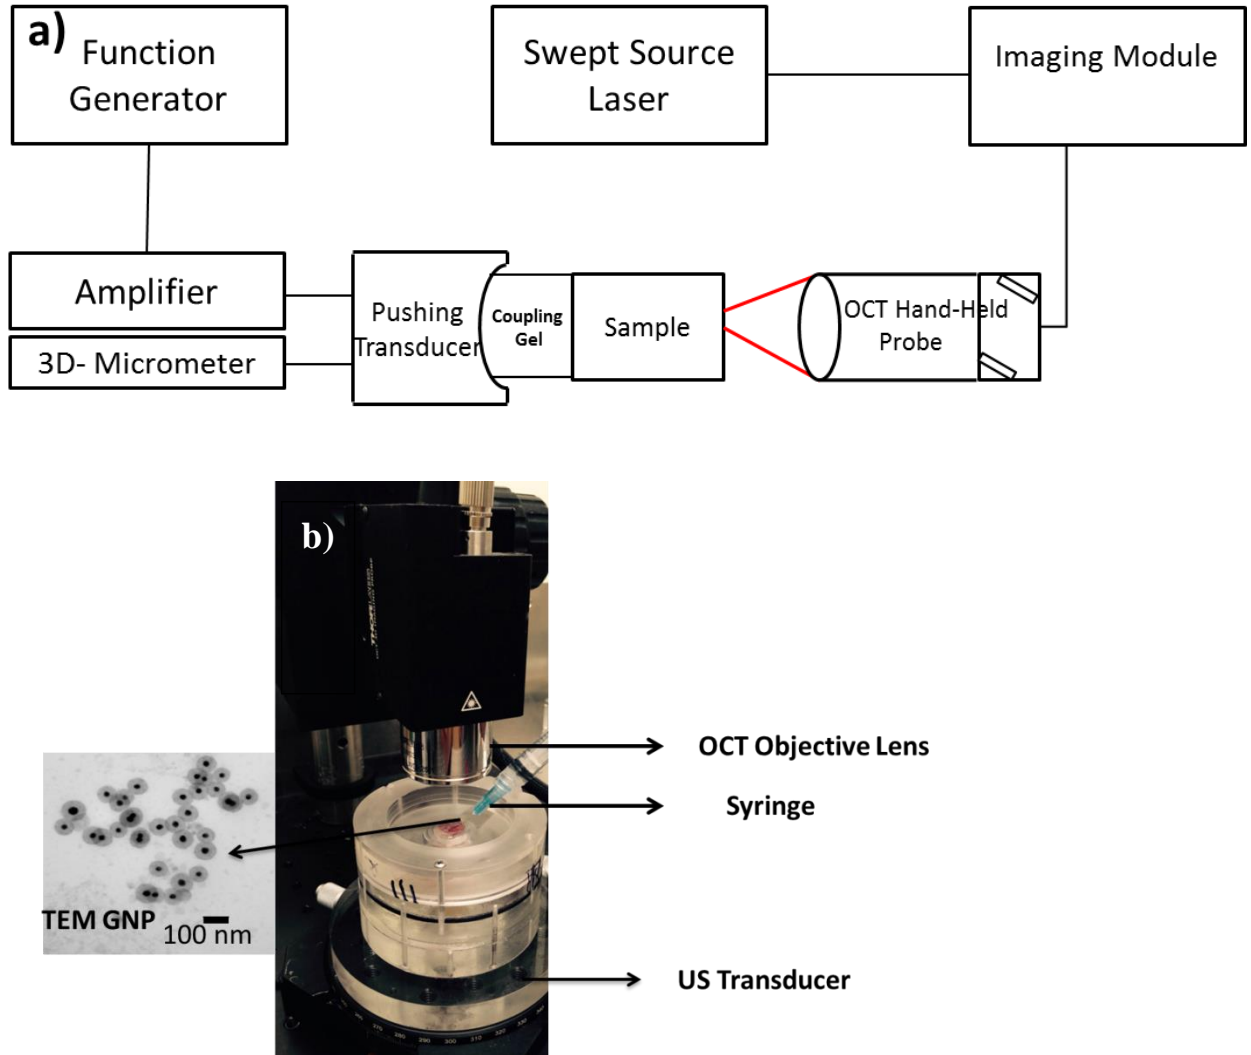 a)
Function
Generator
Swept Source
Laser
Imaging Module
Amplifier
3D- Micrometer
Pushing
Transducer
Coupling
Gel
Sample
OCT Hand-Held
Probe
b)
OCT Objective Lens
Syringe
TEM GNP
100 nm
US Transducer